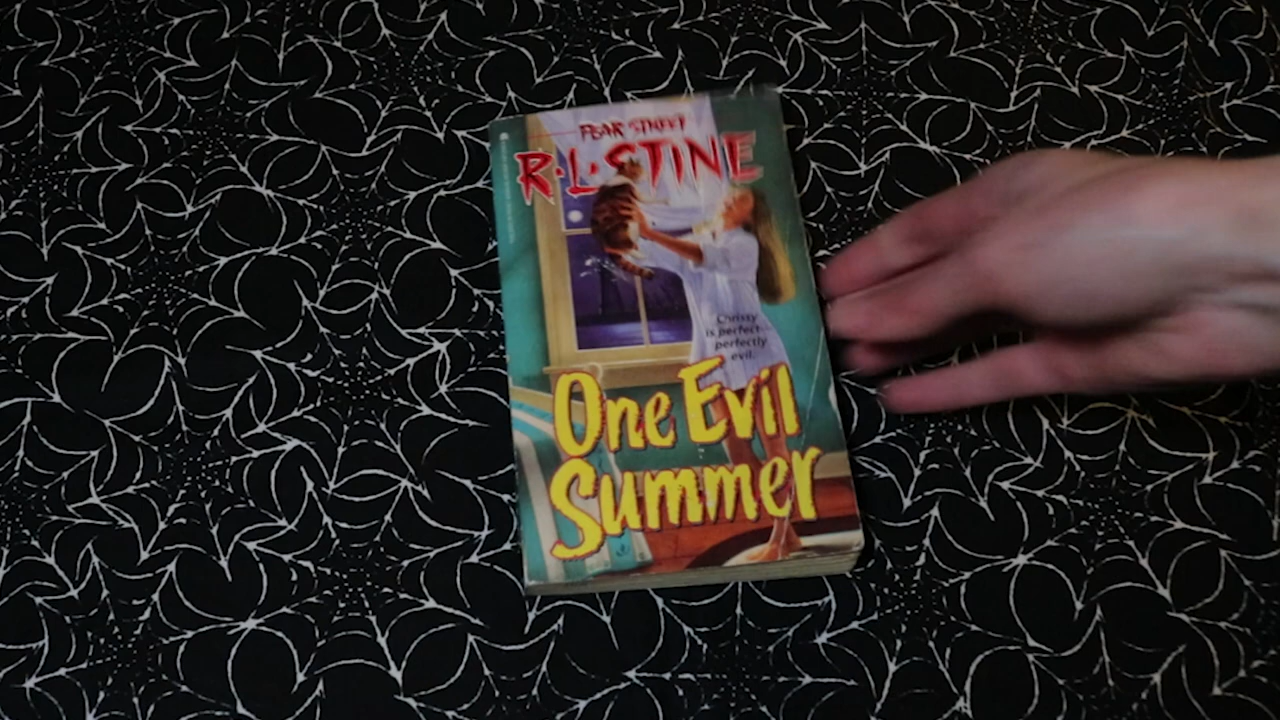 FEAR STREET
R·L·STINE
Chrissy
is perfect...
perfectly
evil.
One Evil
Summer